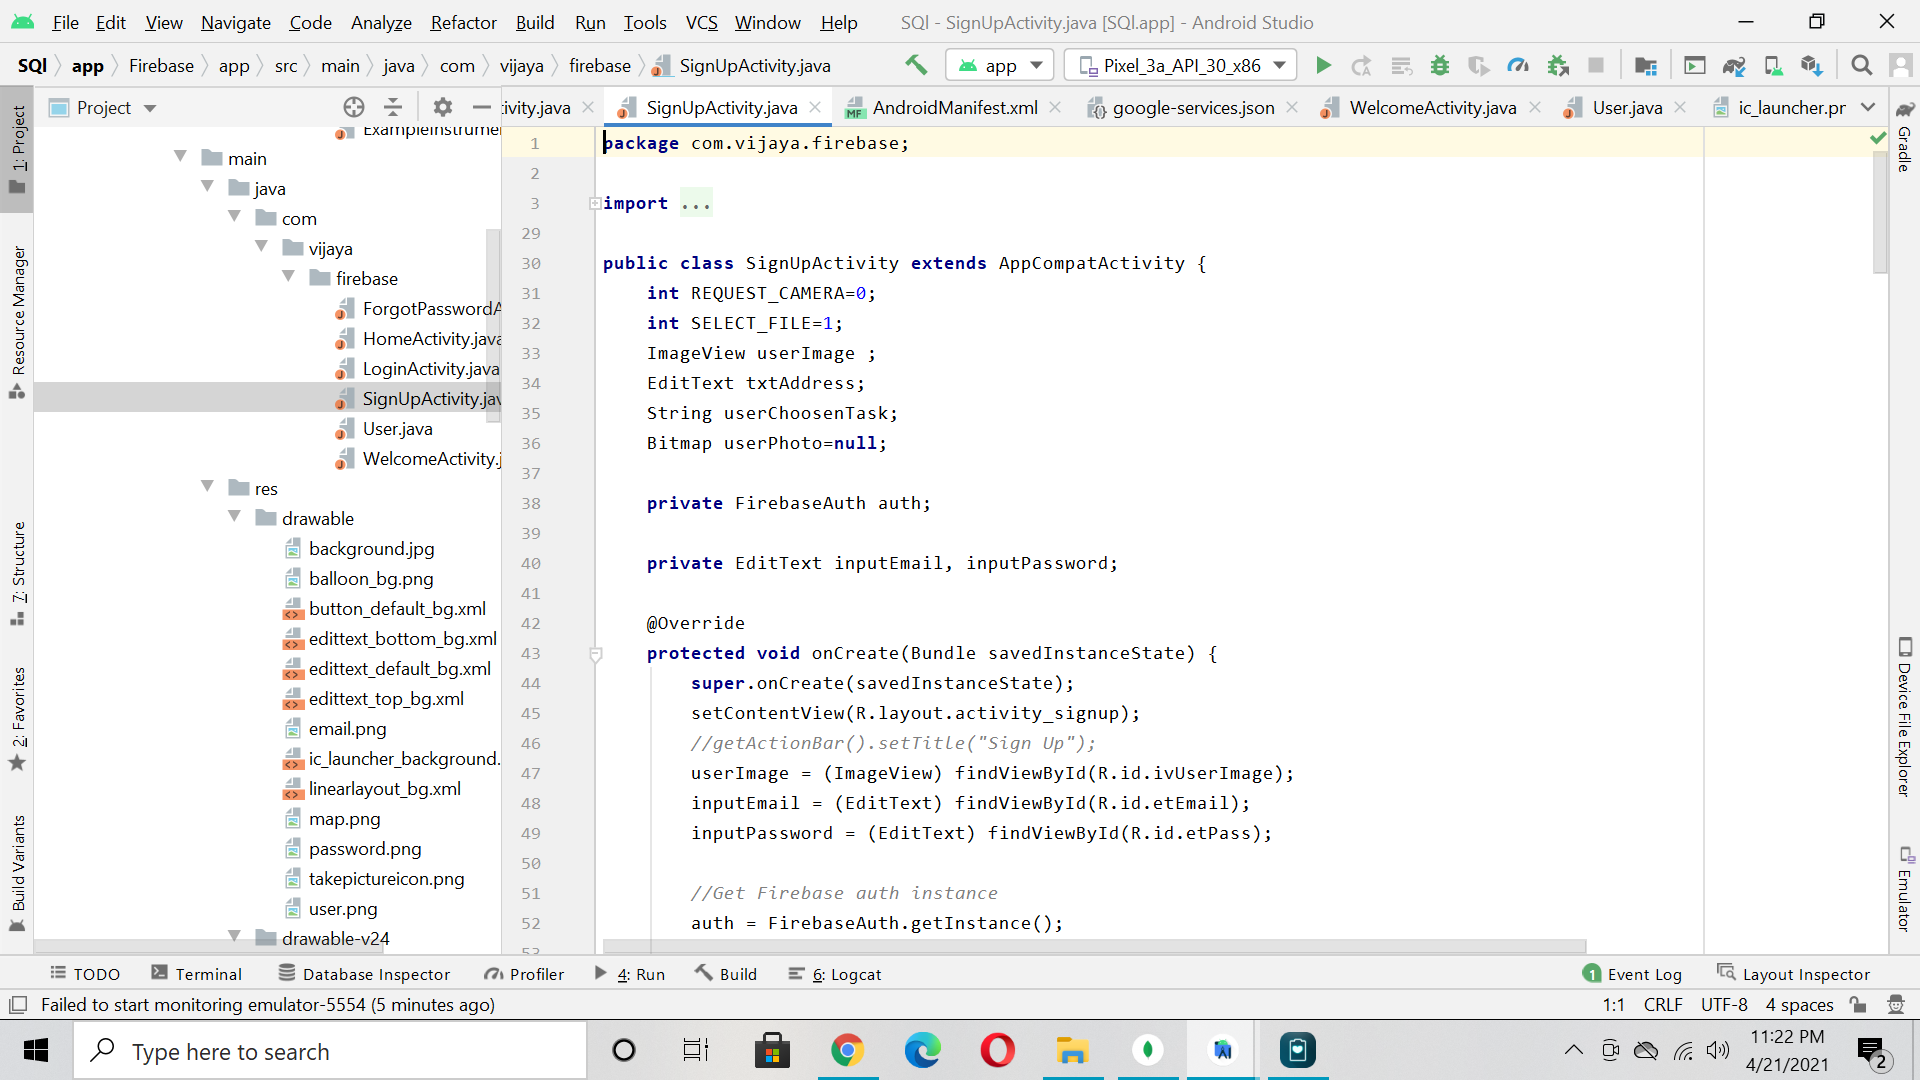 File Edit View Navigate Code Analyze Refactor Build Run Tools VCS Window Help SQl - SignUpActivity.java [SQl.app] - Android Studio
SQl app Firebase app src main java com vijaya firebase SignUpActivity.java app Pixel_3a_API_30_x86
Project ivity.java SignUpActivity.java AndroidManifest.xml google-services.json WelcomeActivity.java User.java ic_launcher.pr
1: Project
Resource Manager
7: Structure
2: Favorites
Build Variants
ExampleInstrume
main
java
com
vijaya
firebase
ForgotPasswordA
HomeActivity.java
LoginActivity.java
SignUpActivity.jav
User.java
WelcomeActivity.j
res
drawable
background.jpg
balloon_bg.png
button_default_bg.xml
edittext_bottom_bg.xml
edittext_default_bg.xml
edittext_top_bg.xml
email.png
ic_launcher_background.
linearlayout_bg.xml
map.png
password.png
takepictureicon.png
user.png
drawable-v24
1 package com.vijaya.firebase;
2
3 import ...
29
30 public class SignUpActivity extends AppCompatActivity {
31 int REQUEST_CAMERA=0;
32 int SELECT_FILE=1;
33 ImageView userImage ;
34 EditText txtAddress;
35 String userChoosenTask;
36 Bitmap userPhoto=null;
37
38 private FirebaseAuth auth;
39
40 private EditText inputEmail, inputPassword;
41
42 @Override
43 protected void onCreate(Bundle savedInstanceState) {
44 super.onCreate(savedInstanceState);
45 setContentView(R.layout.activity_signup);
46 //getActionBar().setTitle("Sign Up");
47 userImage = (ImageView) findViewById(R.id.ivUserImage);
48 inputEmail = (EditText) findViewById(R.id.etEmail);
49 inputPassword = (EditText) findViewById(R.id.etPass);
50
51 //Get Firebase auth instance
52 auth = FirebaseAuth.getInstance();
53
Gradle
Device File Explorer
Emulator
TODO Terminal Database Inspector Profiler 4: Run Build 6: Logcat 1 Event Log Layout Inspector
Failed to start monitoring emulator-5554 (5 minutes ago) 1:1 CRLF UTF-8 4 spaces
Type here to search
11:22 PM
4/21/2021
2